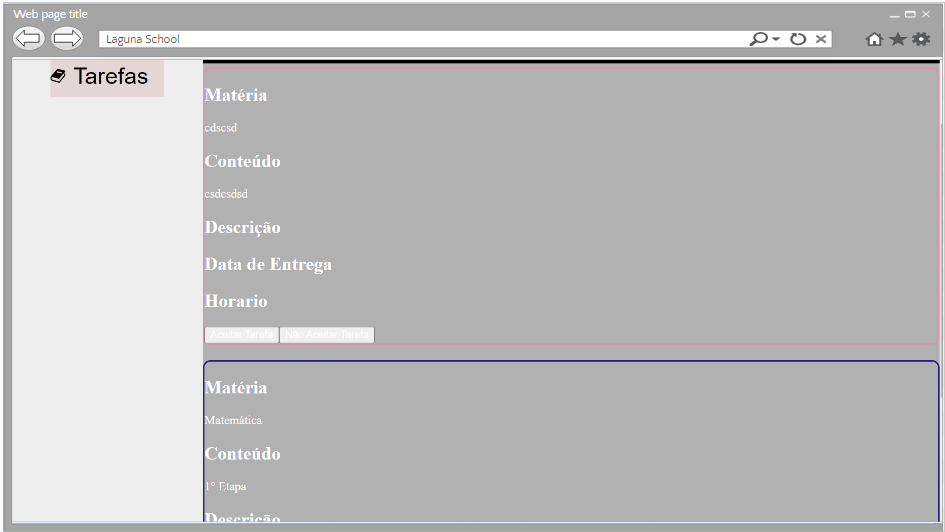 Web page title
Laguna School
Tarefas
Matéria
cdscsd
Conteúdo
csdcsdsd
Descrição
Data de Entrega
Horario
Aceitar Tarefa Não Aceitar Tarefa
Matéria
Matemática
Conteúdo
1° Etapa
Descrição